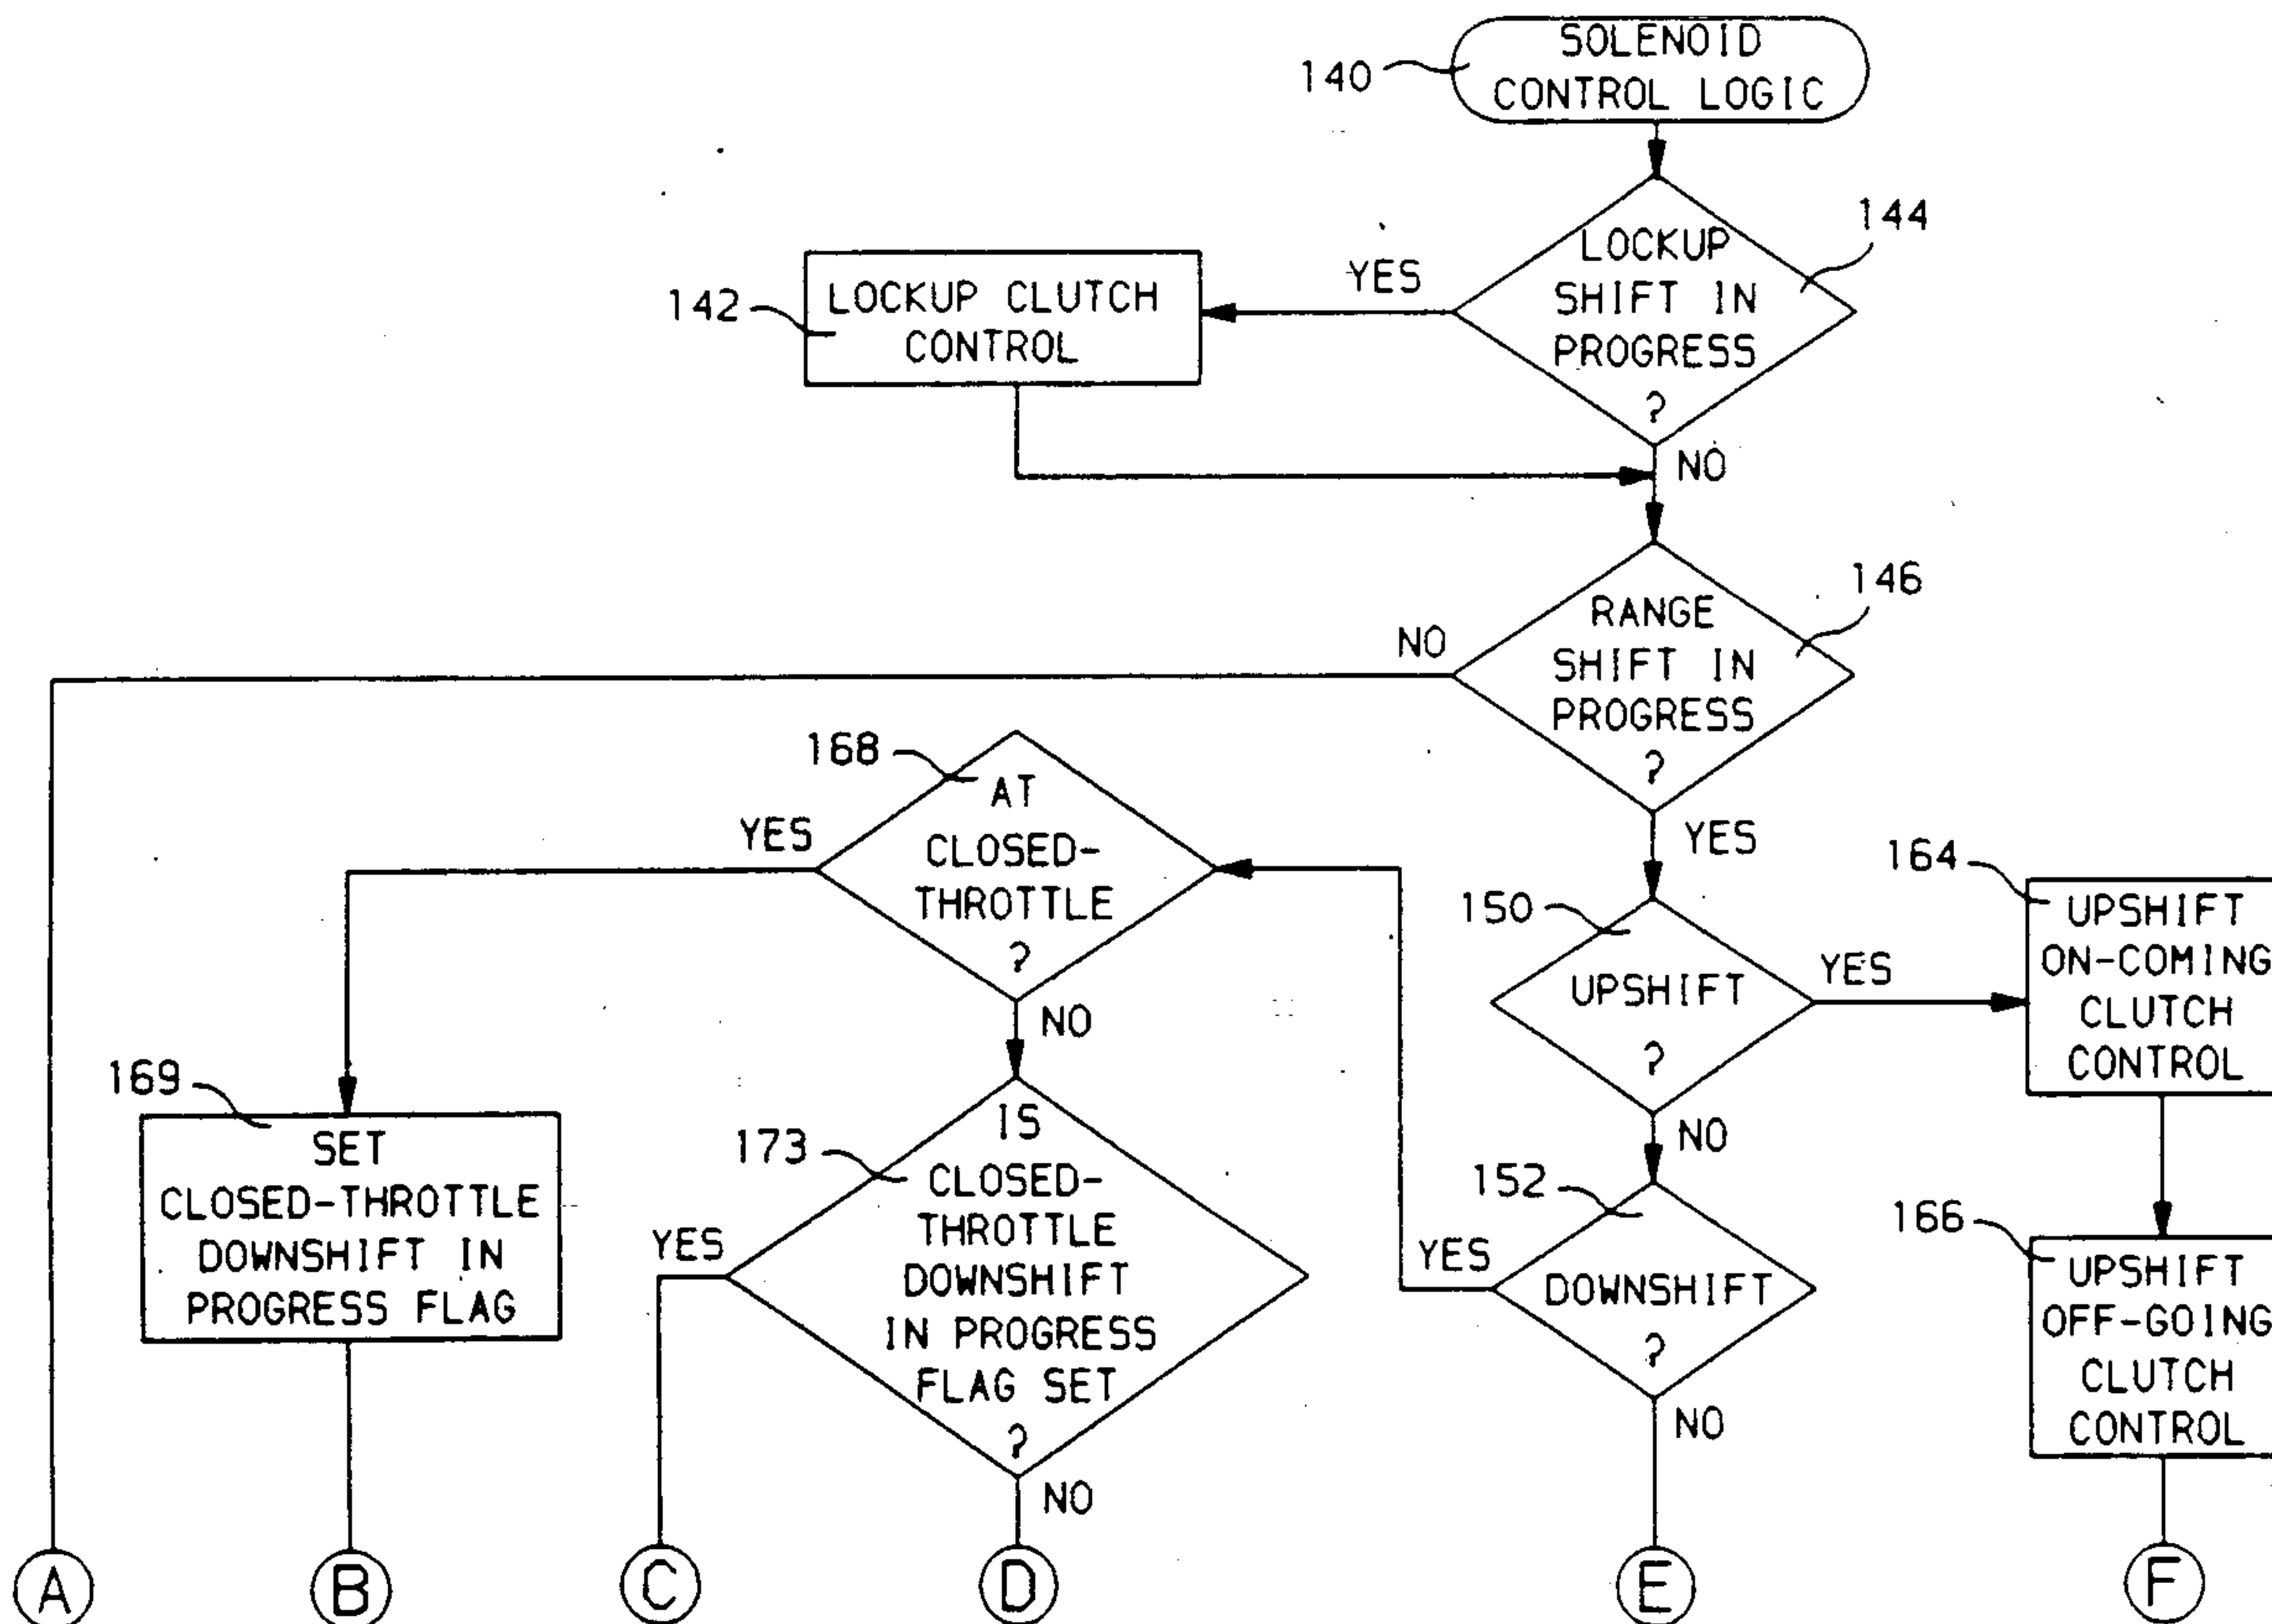 SOLENOID
CONTROL LOGIC
140
LOCKUP
SHIFT IN
PROGRESS
?
144
YES
NO
LOCKUP CLUTCH
CONTROL
142
RANGE
SHIFT IN
PROGRESS
?
146
NO
YES
168
AT
CLOSED-
THROTTLE
?
YES
NO
150
UPSHIFT
?
YES
NO
164
UPSHIFT
ON-COMING
CLUTCH
CONTROL
169
SET
CLOSED-THROTTLE
DOWNSHIFT IN
PROGRESS FLAG
173
IS
CLOSED-
THROTTLE
DOWNSHIFT
IN PROGRESS
FLAG SET
?
YES
NO
152
DOWNSHIFT
?
YES
NO
166
UPSHIFT
OFF-GOING
CLUTCH
CONTROL
A
B
C
D
E
F